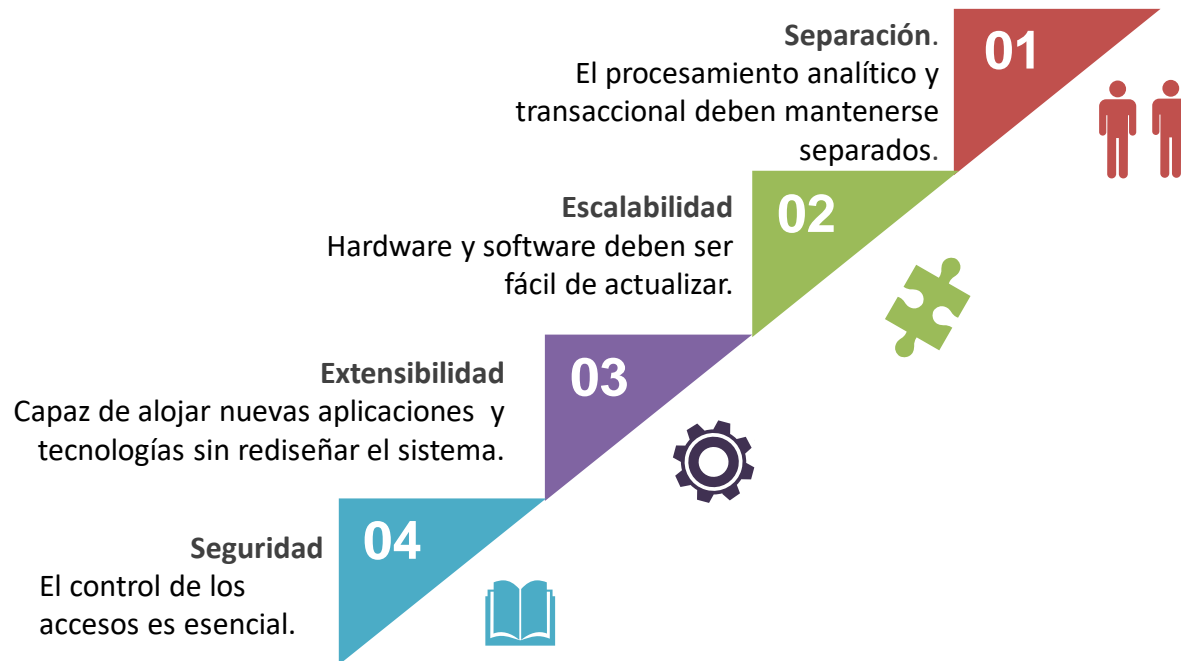 Separación.
01
El procesamiento analítico y
transaccional deben mantenerse
separados.
Escalabilidad
02
Hardware y software deben ser
fácil de actualizar.
Extensibilidad
03
Capaz de alojar nuevas aplicaciones y
tecnologías sin rediseñar el sistema.
Seguridad
04
El control de los
accesos es esencial.